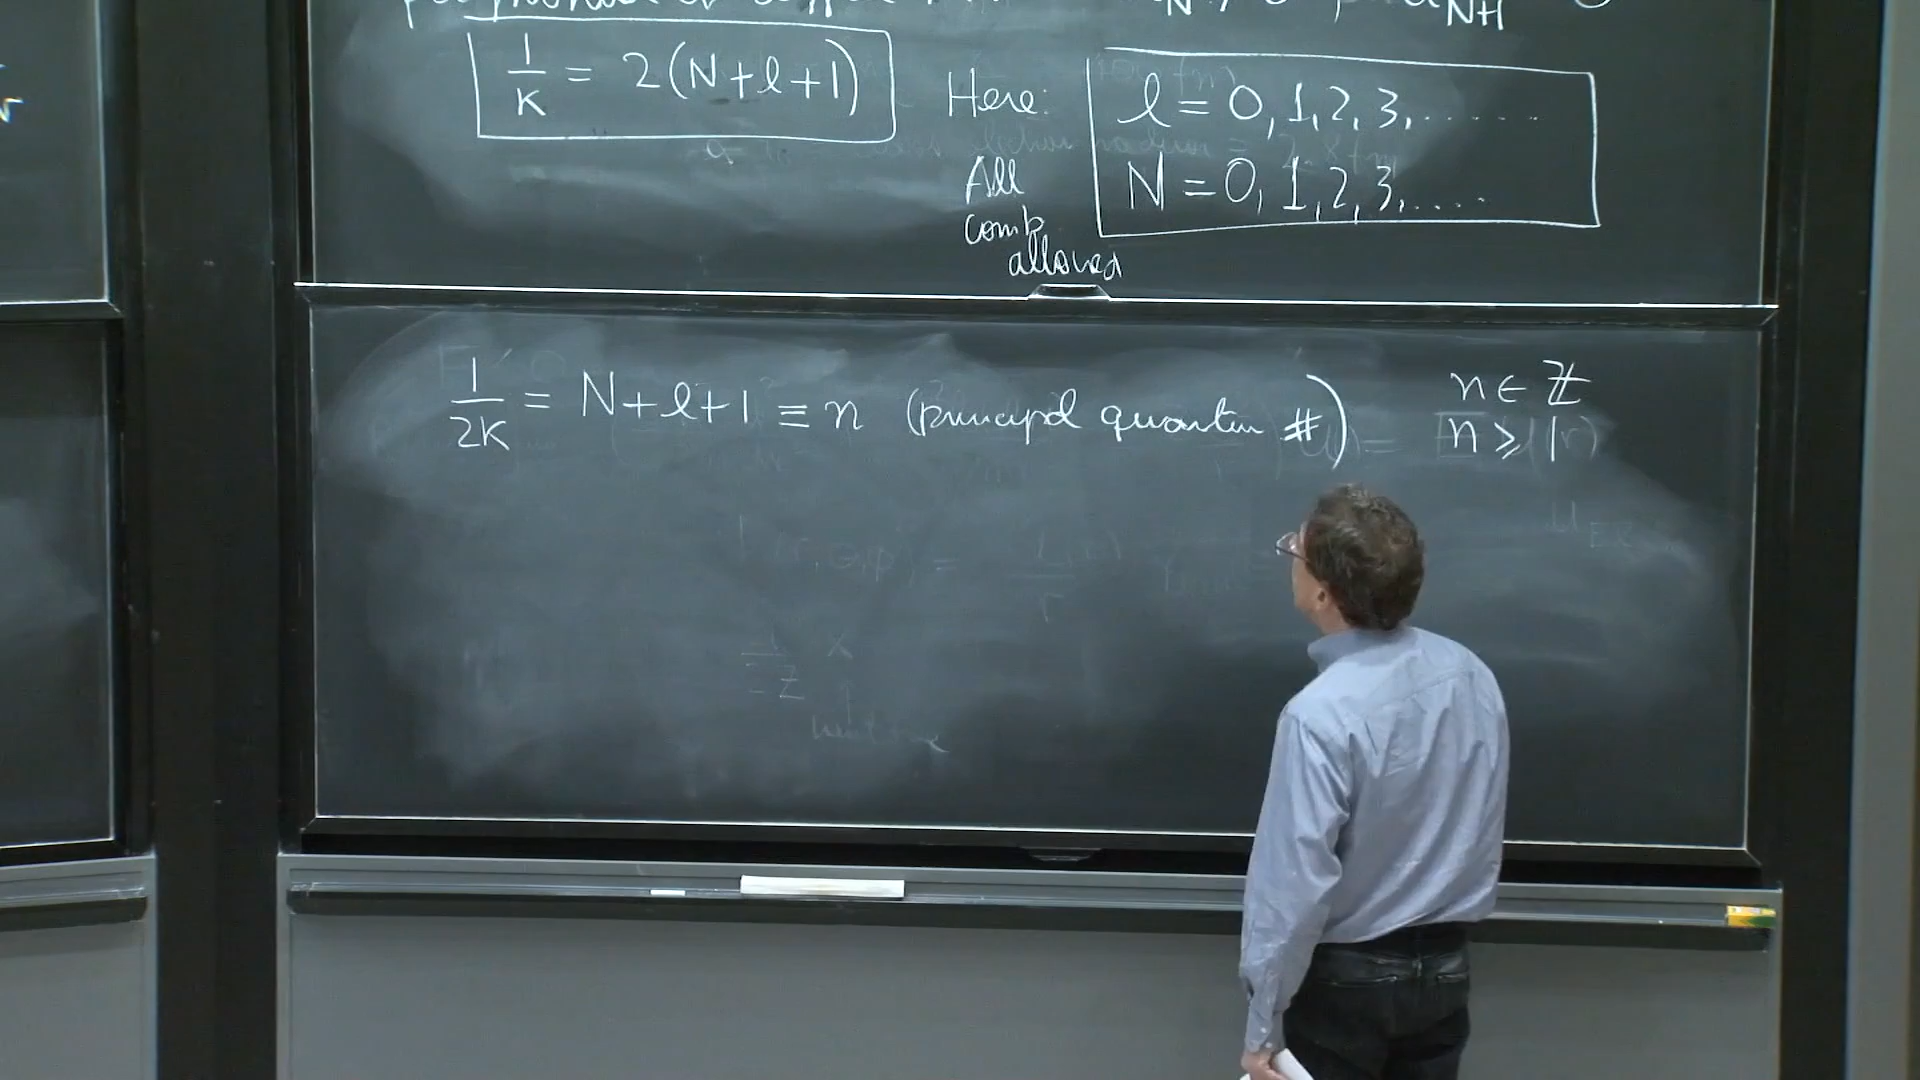 1/κ = 2(N+l+1)
Here: l = 0, 1, 2, 3, ......
N = 0, 1, 2, 3, ....
All
comb
allowed
1/2κ = N+l+1 ≡ n (principal quantum #) n ∈ ℤ
n ≥ 1